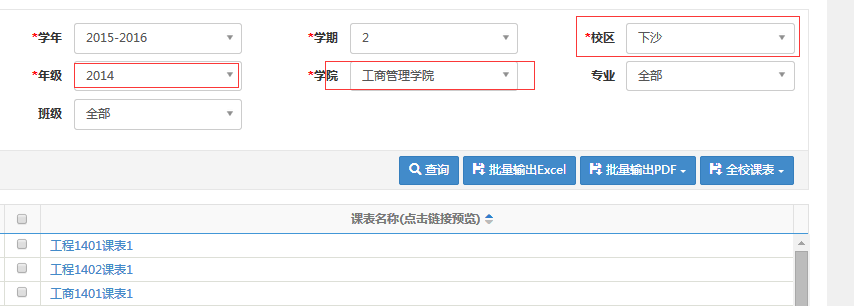 *学年 2015-2016 *学期 2 *校区 下沙
*年级 2014 *学院 工商管理学院 专业 全部
班级 全部
查询 批量输出Excel 批量输出PDF 全校课表
课表名称(点击链接预览)
工程1401课表1
工程1402课表1
工商1401课表1